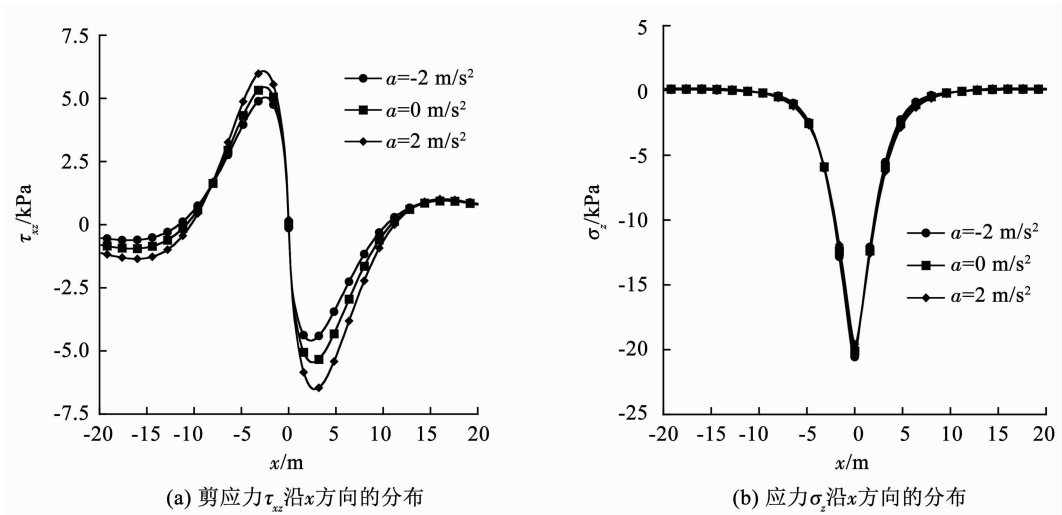 7.5
5.0
2.5
0
-2.5
-5.0
-7.5
τxz/kPa
a=-2 m/s²
a=0 m/s²
a=2 m/s²
-20 -15 -10 -5 0 5 10 15 20
x/m
(a) 剪应力τxz沿x方向的分布
5
0
-5
-10
-15
-20
-25
σz/kPa
a=-2 m/s²
a=0 m/s²
a=2 m/s²
-20 -15 -10 -5 0 5 10 15 20
x/m
(b) 应力σz沿x方向的分布